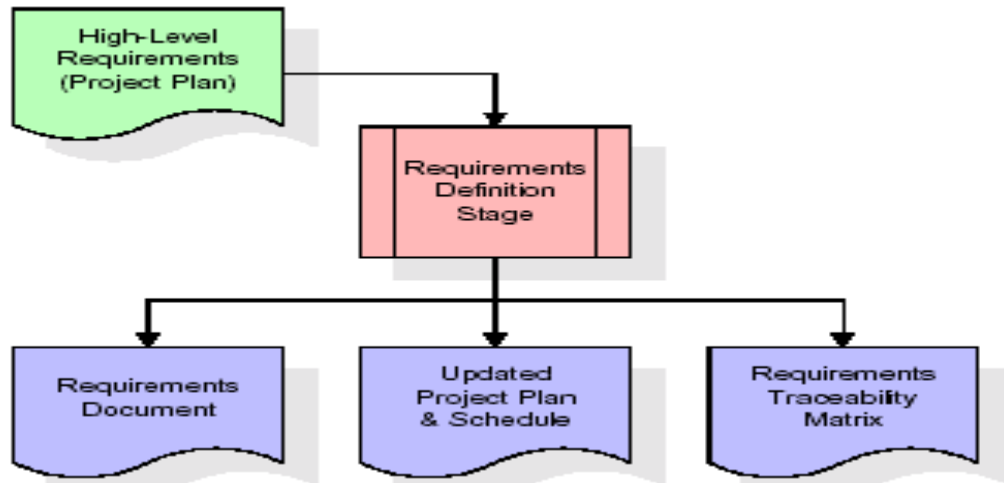 High-Level
Requirements
(Project Plan)
Requirements
Definition
Stage
Requirements
Document
Updated
Project Plan
& Schedule
Requirements
Traceability
Matrix